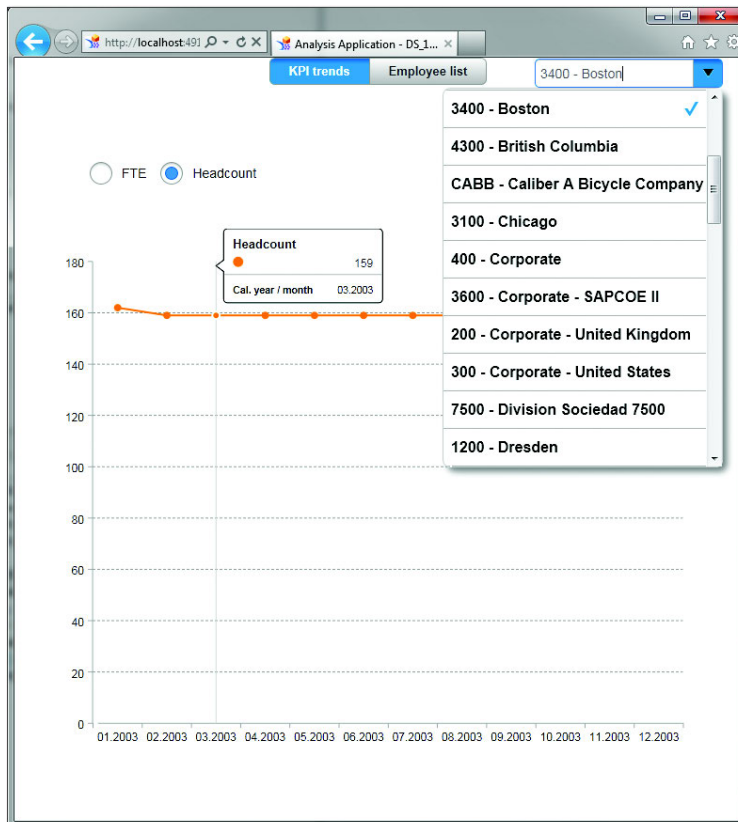 http://localhost:491
Analysis Application - DS_1...
KPI trends
Employee list
3400 - Boston
3400 - Boston
4300 - British Columbia
CABB - Caliber A Bicycle Company
3100 - Chicago
400 - Corporate
3600 - Corporate - SAPCOE II
200 - Corporate - United Kingdom
300 - Corporate - United States
7500 - Division Sociedad 7500
1200 - Dresden
FTE
Headcount
Headcount
159
Cal. year / month 03.2003
180
160
140
120
100
80
60
40
20
0
01.2003 02.2003 03.2003 04.2003 05.2003 06.2003 07.2003 08.2003 09.2003 10.2003 11.2003 12.2003